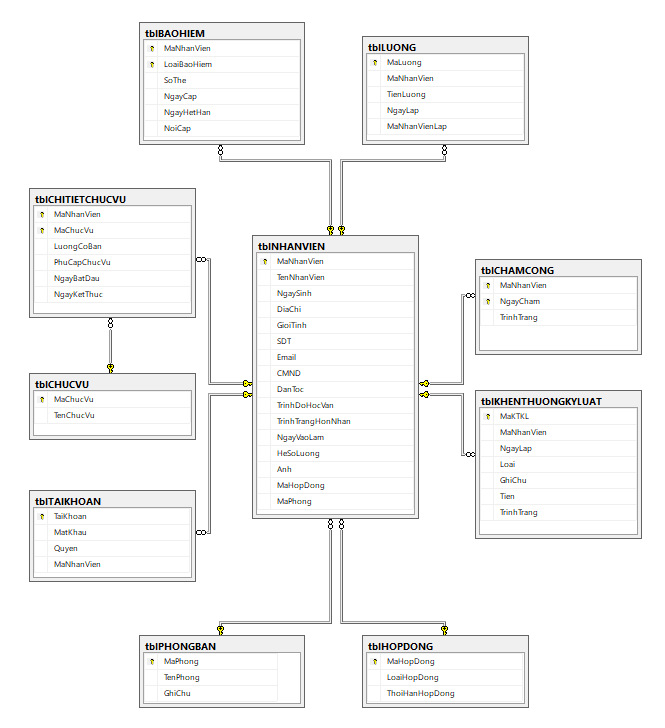 tblBAOHIEM
MaNhanVien
LoaiBaoHiem
SoThe
NgayCap
NgayHetHan
NoiCap
tblLUONG
MaLuong
MaNhanVien
TienLuong
NgayLap
MaNhanVienLap
tblCHITIETCHUCVU
MaNhanVien
MaChucVu
LuongCoBan
PhuCapChucVu
NgayBatDau
NgayKetThuc
tblNHANVIEN
MaNhanVien
TenNhanVien
NgaySinh
DiaChi
GioiTinh
SDT
Email
CMND
DanToc
TrinhDoHocVan
TrinhTrangHonNhan
NgayVaoLam
HeSoLuong
Anh
MaHopDong
MaPhong
tblCHAMCONG
MaNhanVien
NgayCham
TrinhTrang
tblCHUCVU
MaChucVu
TenChucVu
tblKHENTHUONGKYLUAT
MaKTKL
MaNhanVien
NgayLap
Loai
GhiChu
Tien
TrinhTrang
tblTAIKHOAN
TaiKhoan
MatKhau
Quyen
MaNhanVien
tblPHONGBAN
MaPhong
TenPhong
GhiChu
tblHOPDONG
MaHopDong
LoaiHopDong
ThoiHanHopDong